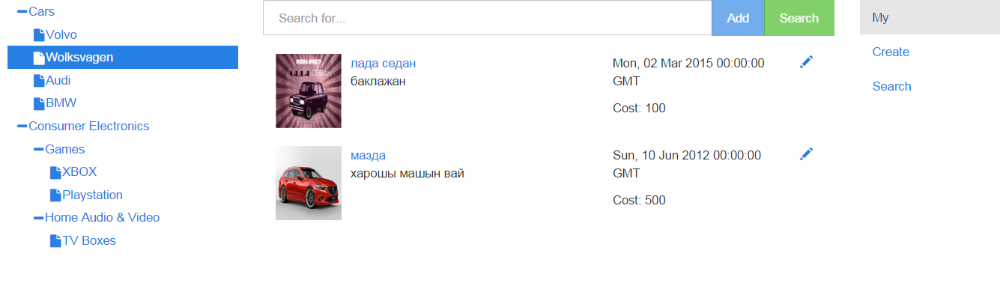 Cars
Volvo
Wolksvagen
Audi
BMW
Consumer Electronics
Games
XBOX
Playstation
Home Audio & Video
TV Boxes
Search for...
Add
Search
ЛАДА СЕДАН
лада седан
баклажан
Mon, 02 Mar 2015 00:00:00
GMT
Cost: 100
мазда
харошы машын вай
Sun, 10 Jun 2012 00:00:00
GMT
Cost: 500
My
Create
Search